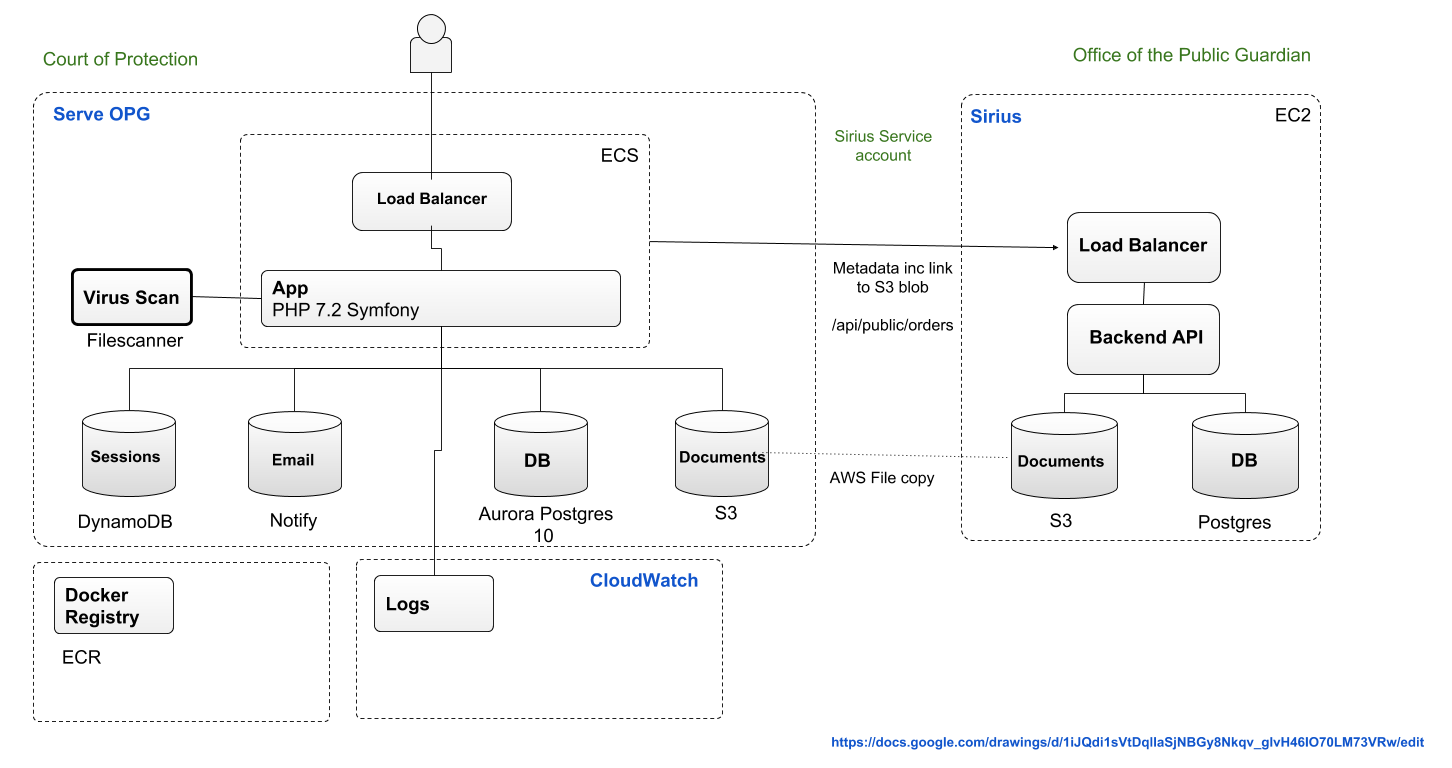 Court of Protection
Office of the Public Guardian
Serve OPG
ECS
Load Balancer
App
PHP 7.2 Symfony
Virus Scan
Filescanner
Sessions
DynamoDB
Email
Notify
DB
Aurora Postgres
10
Documents
S3
Sirius Service
account
Metadata inc link
to S3 blob
/api/public/orders
AWS File copy
Sirius
EC2
Load Balancer
Backend API
Documents
S3
DB
Postgres
Docker
Registry
ECR
CloudWatch
Logs
https://docs.google.com/drawings/d/1iJQdi1sVtDqlIaSjNBGy8Nkqv_glvH46IO70LM73VRw/edit